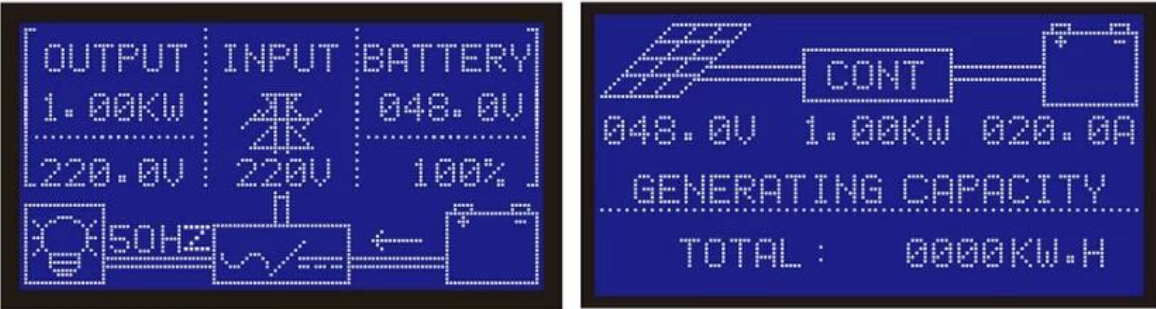 OUTPUT INPUT BATTERY
1.00KW 048.0V
220.0V 220V 100%
50HZ
+ -
CONT
+ -
048.0V 1.00KW 020.0A
GENERATING CAPACITY
TOTAL: 0000KW.H